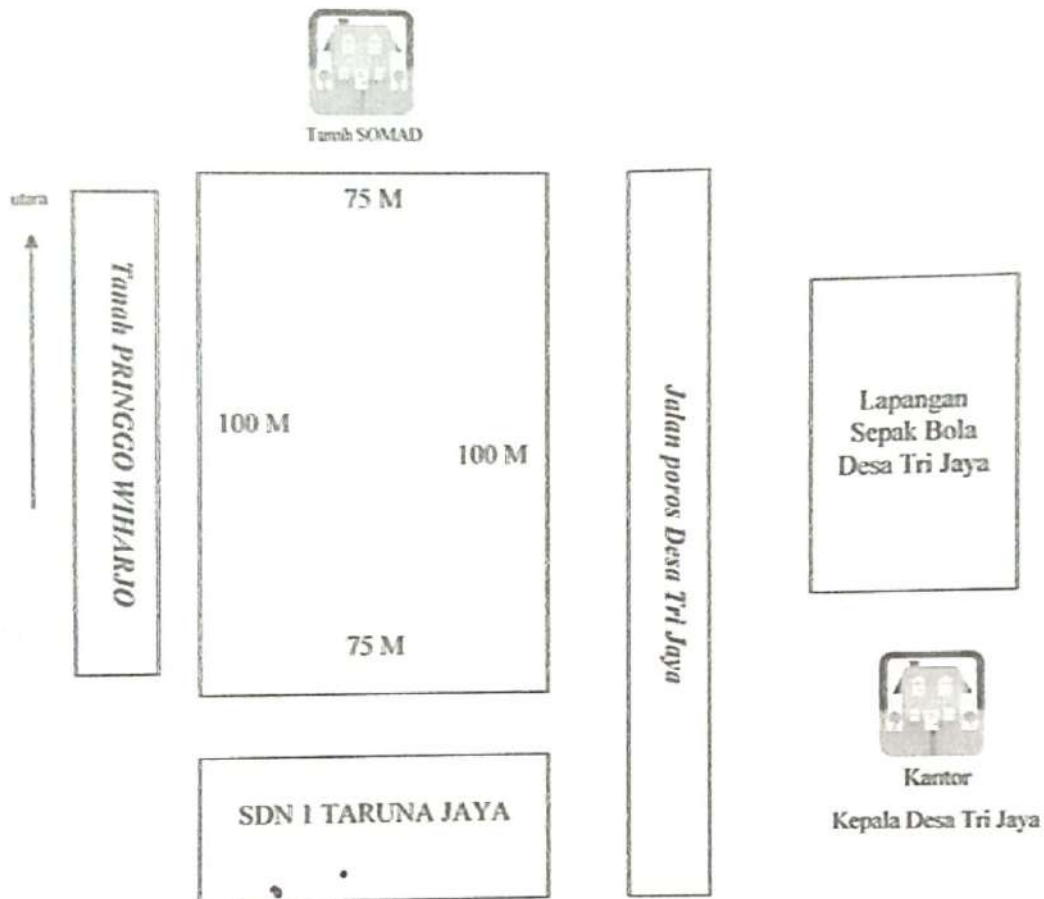 Tanah SOMAD
utara
75 M
Tanah PRINGGO WIHARJO
100 M
100 M
75 M
Jalan poros Desa Tri Jaya
Lapangan
Sepak Bola
Desa Tri Jaya
Kantor
Kepala Desa Tri Jaya
SDN 1 TARUNA JAYA